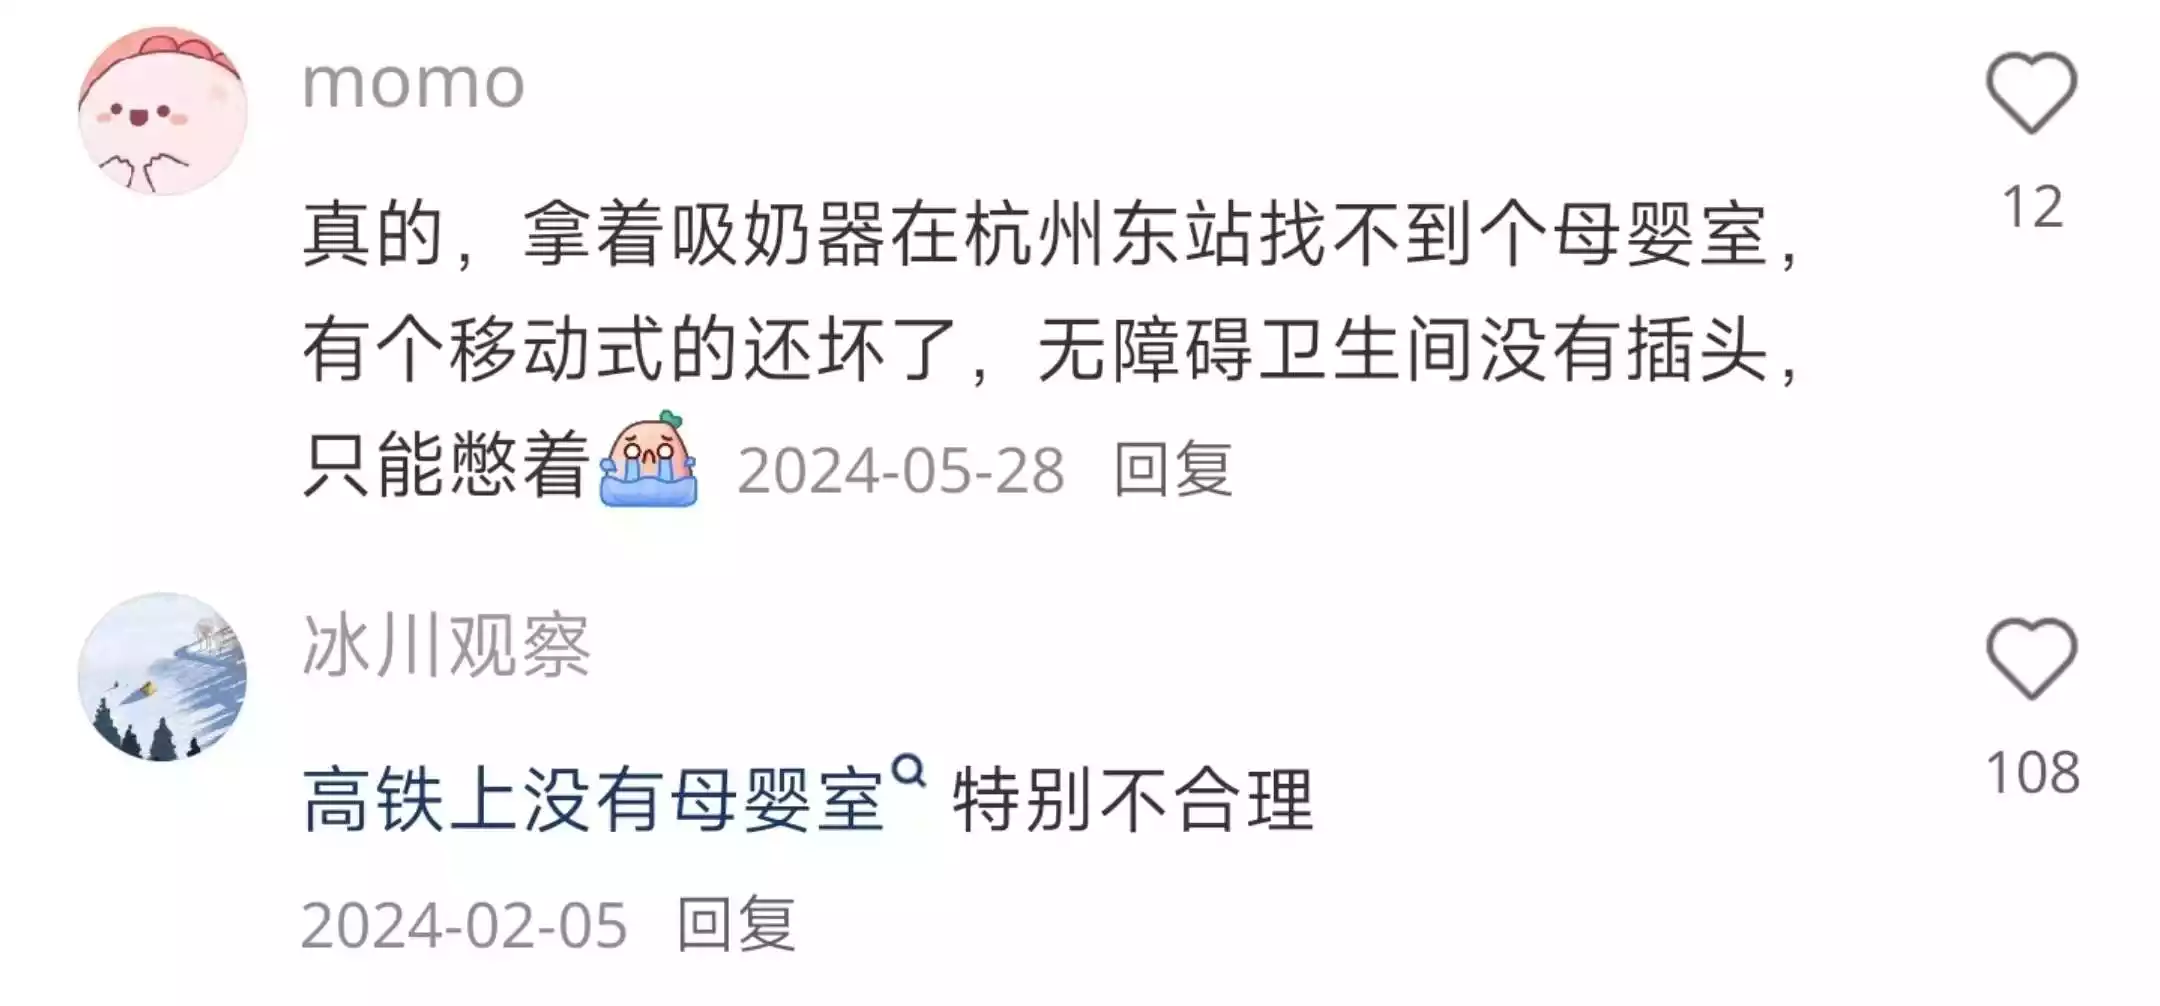 momo
12
真的，拿着吸奶器在杭州东站找不到个母婴室，
有个移动式的还坏了，无障碍卫生间没有插头，
只能憋着 2024-05-28 回复
冰川观察
108
高铁上没有母婴室 特别不合理
2024-02-05 回复